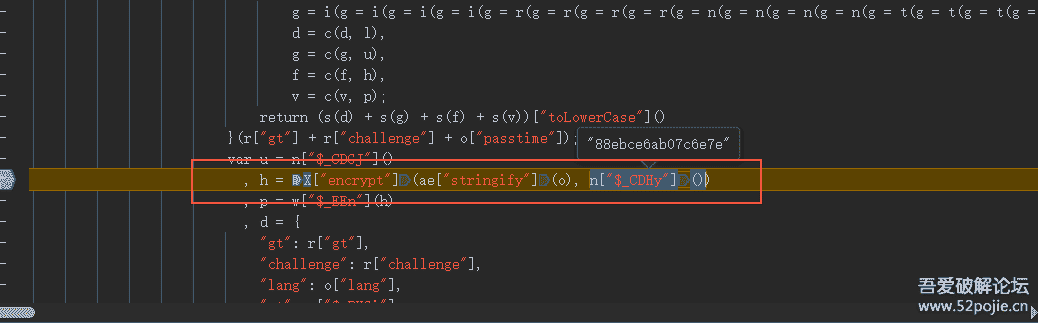 g = i(g = i(g = i(g = i(g = r(g = r(g = r(g = r(g = n(g = n(g = n(g = n(g = t(g = t(g = t(g =
d = c(d, l),
g = c(g, u),
f = c(f, h),
v = c(v, p);
return (s(d) + s(g) + s(f) + s(v))["toLowerCase"]()
}(r["gt"] + r["challenge"] + o["passtime"]);
"88ebce6ab07c6e7e"
var u = n["$_CDGJ"]()
, h = X["encrypt"](ae["stringify"](o), n["$_CDHy"]())
, p = w["$_EEn"](h)
, d = {
"gt": r["gt"],
"challenge": r["challenge"],
"lang": o["lang"],
吾爱破解论坛
www.52pojie.cn